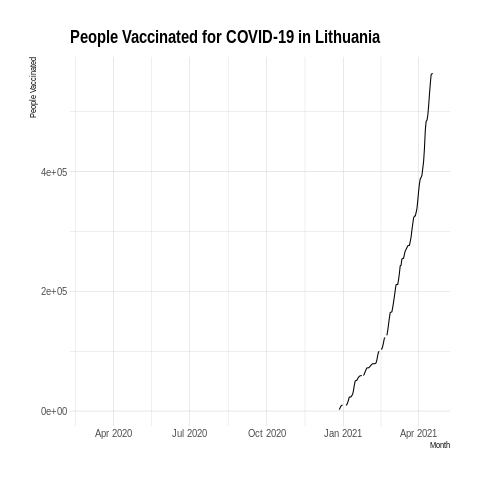 People Vaccinated for COVID-19 in Lithuania
People Vaccinated
4e+05
2e+05
0e+00
Apr 2020 Jul 2020 Oct 2020 Jan 2021 Apr 2021
Month